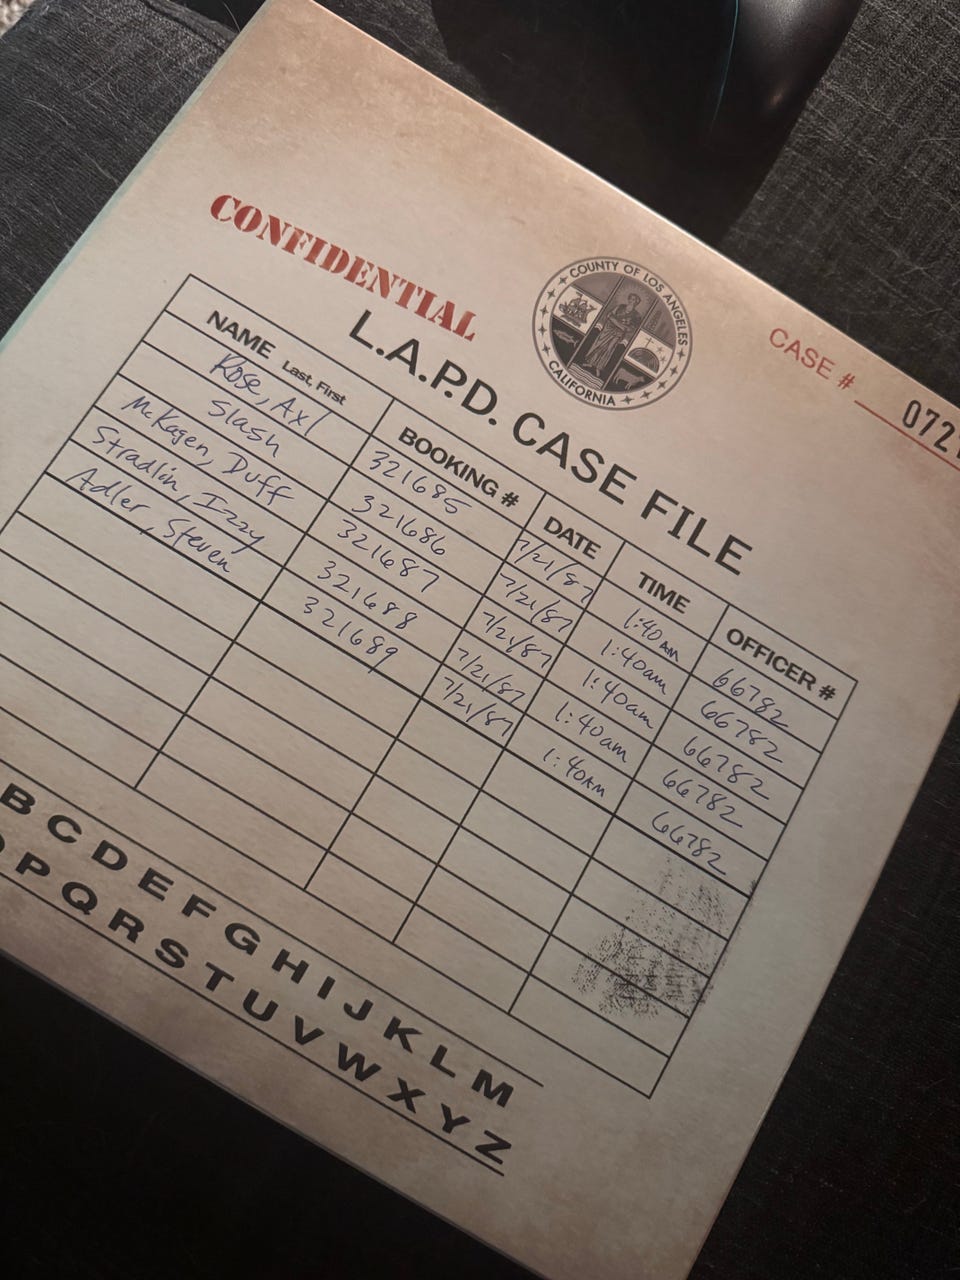 CONFIDENTIAL
COUNTY OF LOS ANGELES
CALIFORNIA
CASE # 0721
L.A.P.D. CASE FILE
NAME Last, First BOOKING # DATE TIME OFFICER #
Rose, Axl 321685 7/21/87 1:40AM 66782
Slash 321686 7/21/87 1:40am 66782
McKagen, Duff 321687 7/21/87 1:40am 66782
Stradlin, Izzy 321688 7/21/87 1:40am 66782
Adler, Steven 321689 7/21/87 1:40AM 66782
B C D E F G H I J K L M
O P Q R S T U V W X Y Z